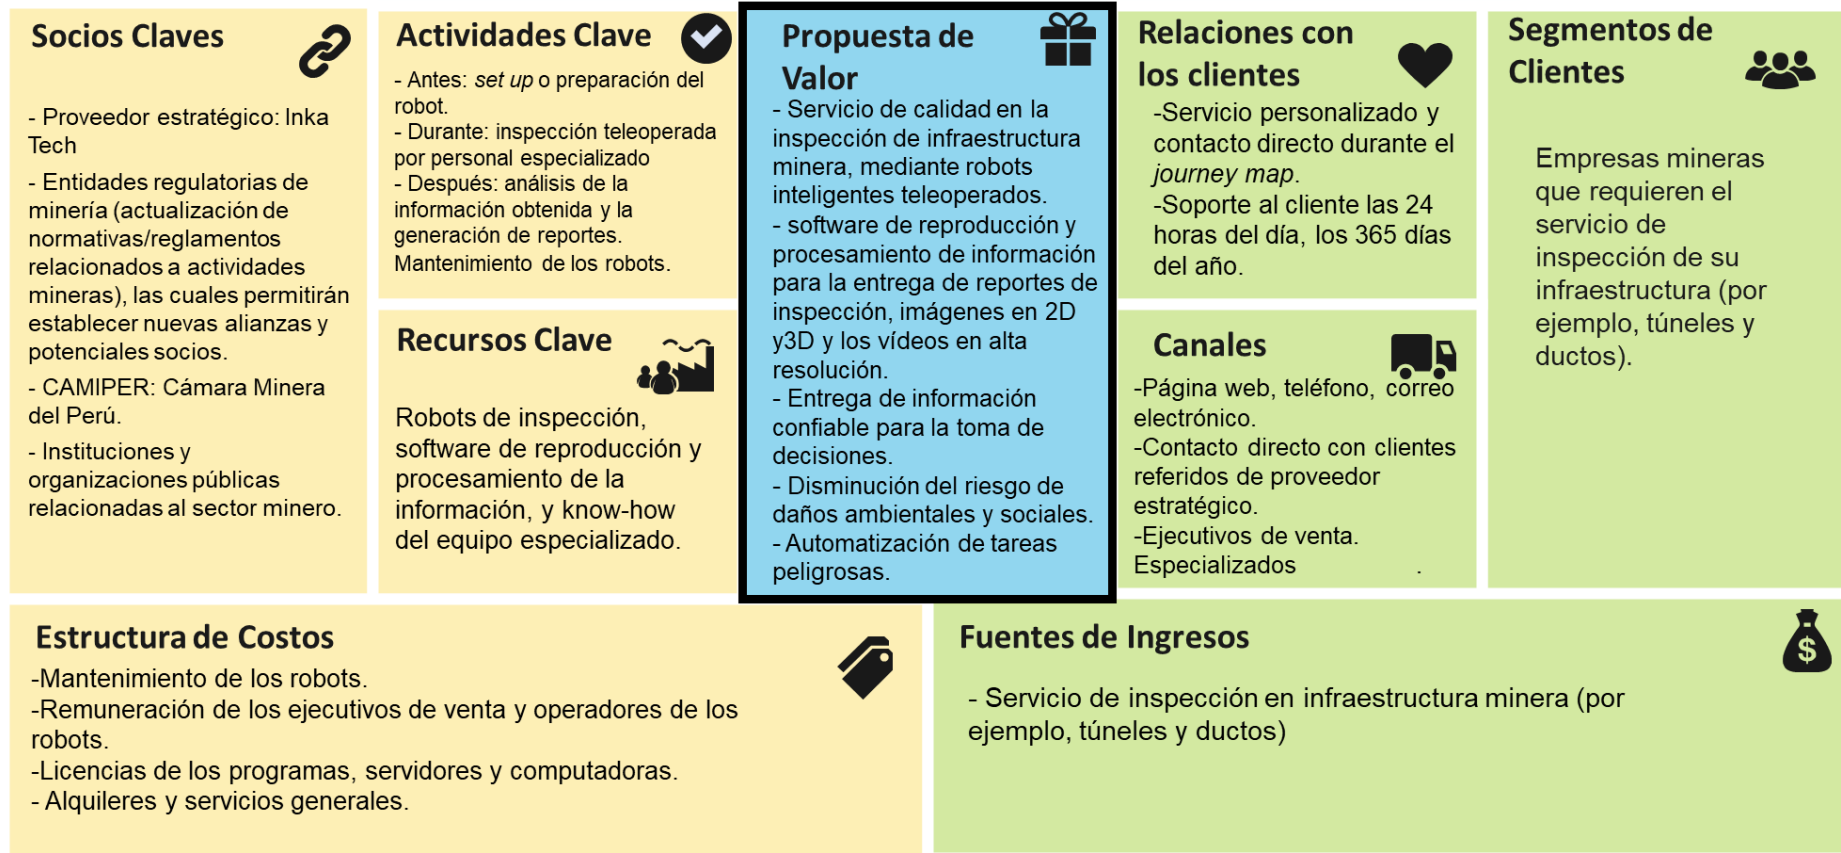 Socios Claves
- Proveedor estratégico: Inka
Tech
- Entidades regulatorias de
minería (actualización de
normativas/reglamentos
relacionados a actividades
mineras), las cuales permitirán
establecer nuevas alianzas y
potenciales socios.
- CAMIPER: Cámara Minera
del Perú.
- Instituciones y
organizaciones públicas
relacionadas al sector minero.
Actividades Clave
- Antes: set up o preparación del
robot.
- Durante: inspección teleoperada
por personal especializado
- Después: análisis de la
información obtenida y la
generación de reportes.
Mantenimiento de los robots.
Recursos Clave
Robots de inspección,
software de reproducción y
procesamiento de la
información, y know-how
del equipo especializado.
Propuesta de
Valor
- Servicio de calidad en la
inspección de infraestructura
minera, mediante robots
inteligentes teleoperados.
- software de reproducción y
procesamiento de información
para la entrega de reportes de
inspección, imágenes en 2D
y3D y los vídeos en alta
resolución.
- Entrega de información
confiable para la toma de
decisiones.
- Disminución del riesgo de
daños ambientales y sociales.
- Automatización de tareas
peligrosas.
Relaciones con
los clientes
-Servicio personalizado y
contacto directo durante el
journey map.
-Soporte al cliente las 24
horas del día, los 365 días
del año.
Canales
-Página web, teléfono, correo
electrónico.
-Contacto directo con clientes
referidos de proveedor
estratégico.
-Ejecutivos de venta.
Especializados .
Segmentos de
Clientes
Empresas mineras
que requieren el
servicio de
inspección de su
infraestructura (por
ejemplo, túneles y
ductos).
Estructura de Costos
-Mantenimiento de los robots.
-Remuneración de los ejecutivos de venta y operadores de los
robots.
-Licencias de los programas, servidores y computadoras.
- Alquileres y servicios generales.
Fuentes de Ingresos
$
- Servicio de inspección en infraestructura minera (por
ejemplo, túneles y ductos)